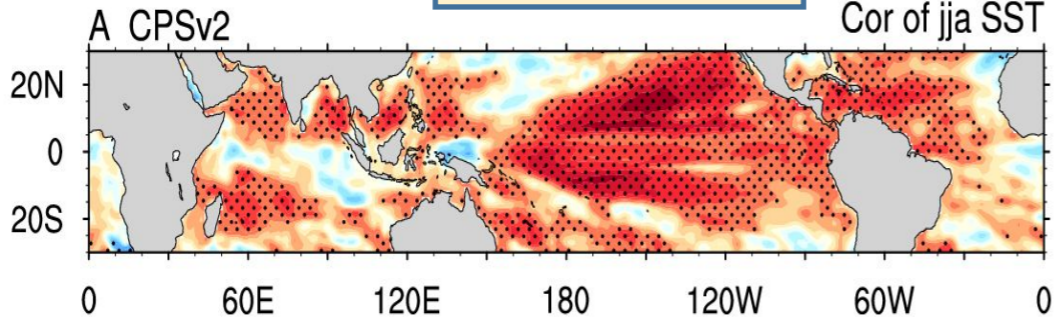 A CPSv2
Cor of jja SST
20N
0
20S
0
60E
120E
180
120W
60W
0